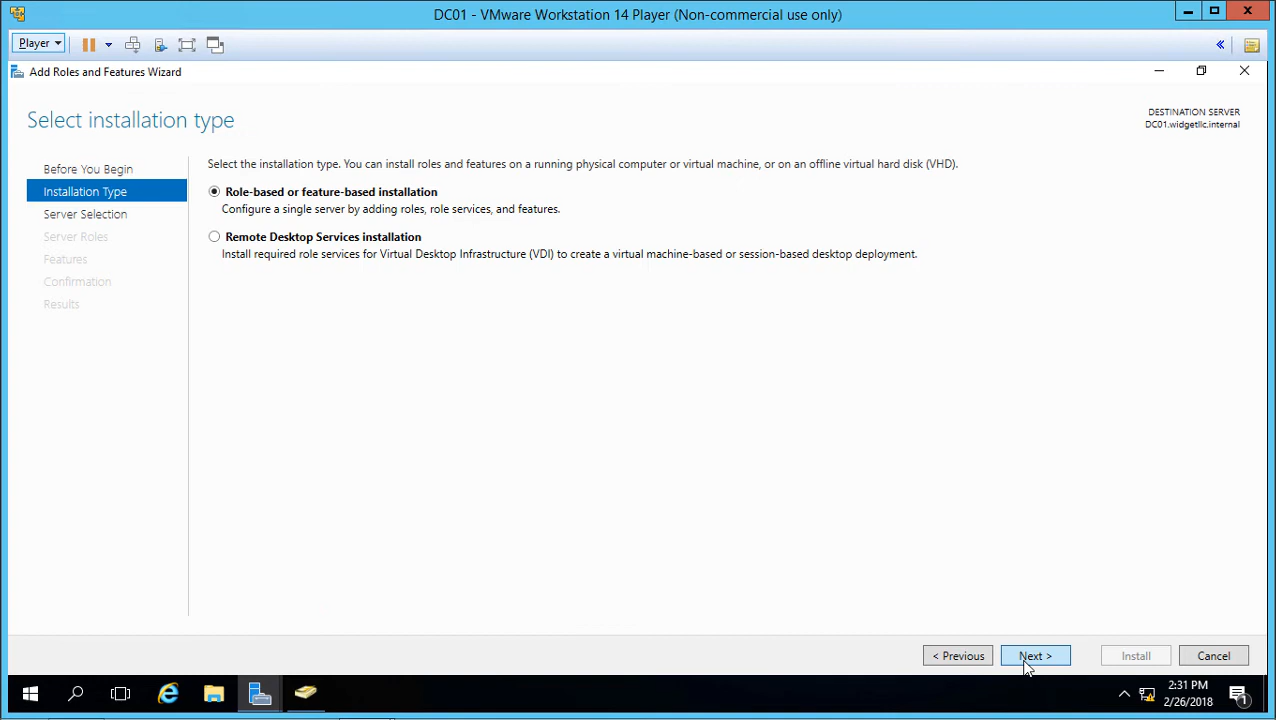 DC01 - VMware Workstation 14 Player (Non-commercial use only)
Player
Add Roles and Features Wizard
Select installation type
DESTINATION SERVER
DC01.widgetllc.internal
Before You Begin
Installation Type
Server Selection
Server Roles
Features
Confirmation
Results
Select the installation type. You can install roles and features on a running physical computer or virtual machine, or on an offline virtual hard disk (VHD).
Role-based or feature-based installation
Configure a single server by adding roles, role services, and features.
Remote Desktop Services installation
Install required role services for Virtual Desktop Infrastructure (VDI) to create a virtual machine-based or session-based desktop deployment.
< Previous
Next >
Install
Cancel
2:31 PM
2/26/2018
1